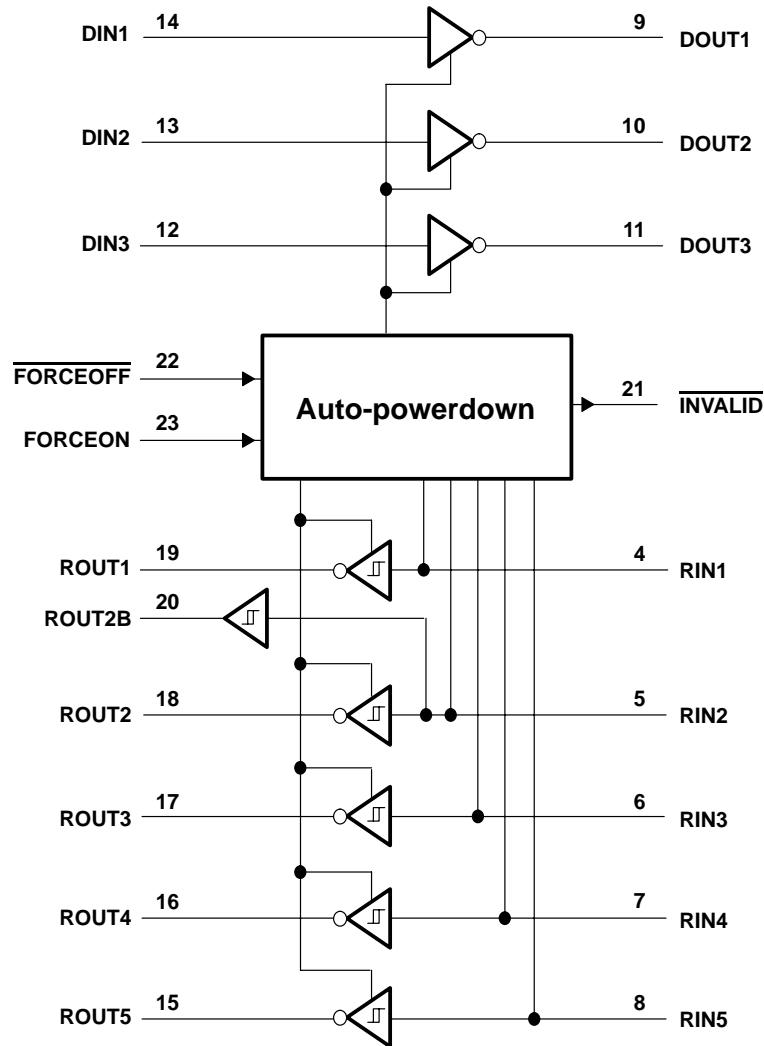 DIN1 14 9 DOUT1
DIN2 13 10 DOUT2
DIN3 12 11 DOUT3
FORCEOFF 22
Auto-powerdown
21 INVALID
FORCEON 23
ROUT1 19 4 RIN1
ROUT2B 20
ROUT2 18 5 RIN2
ROUT3 17 6 RIN3
ROUT4 16 7 RIN4
ROUT5 15 8 RIN5